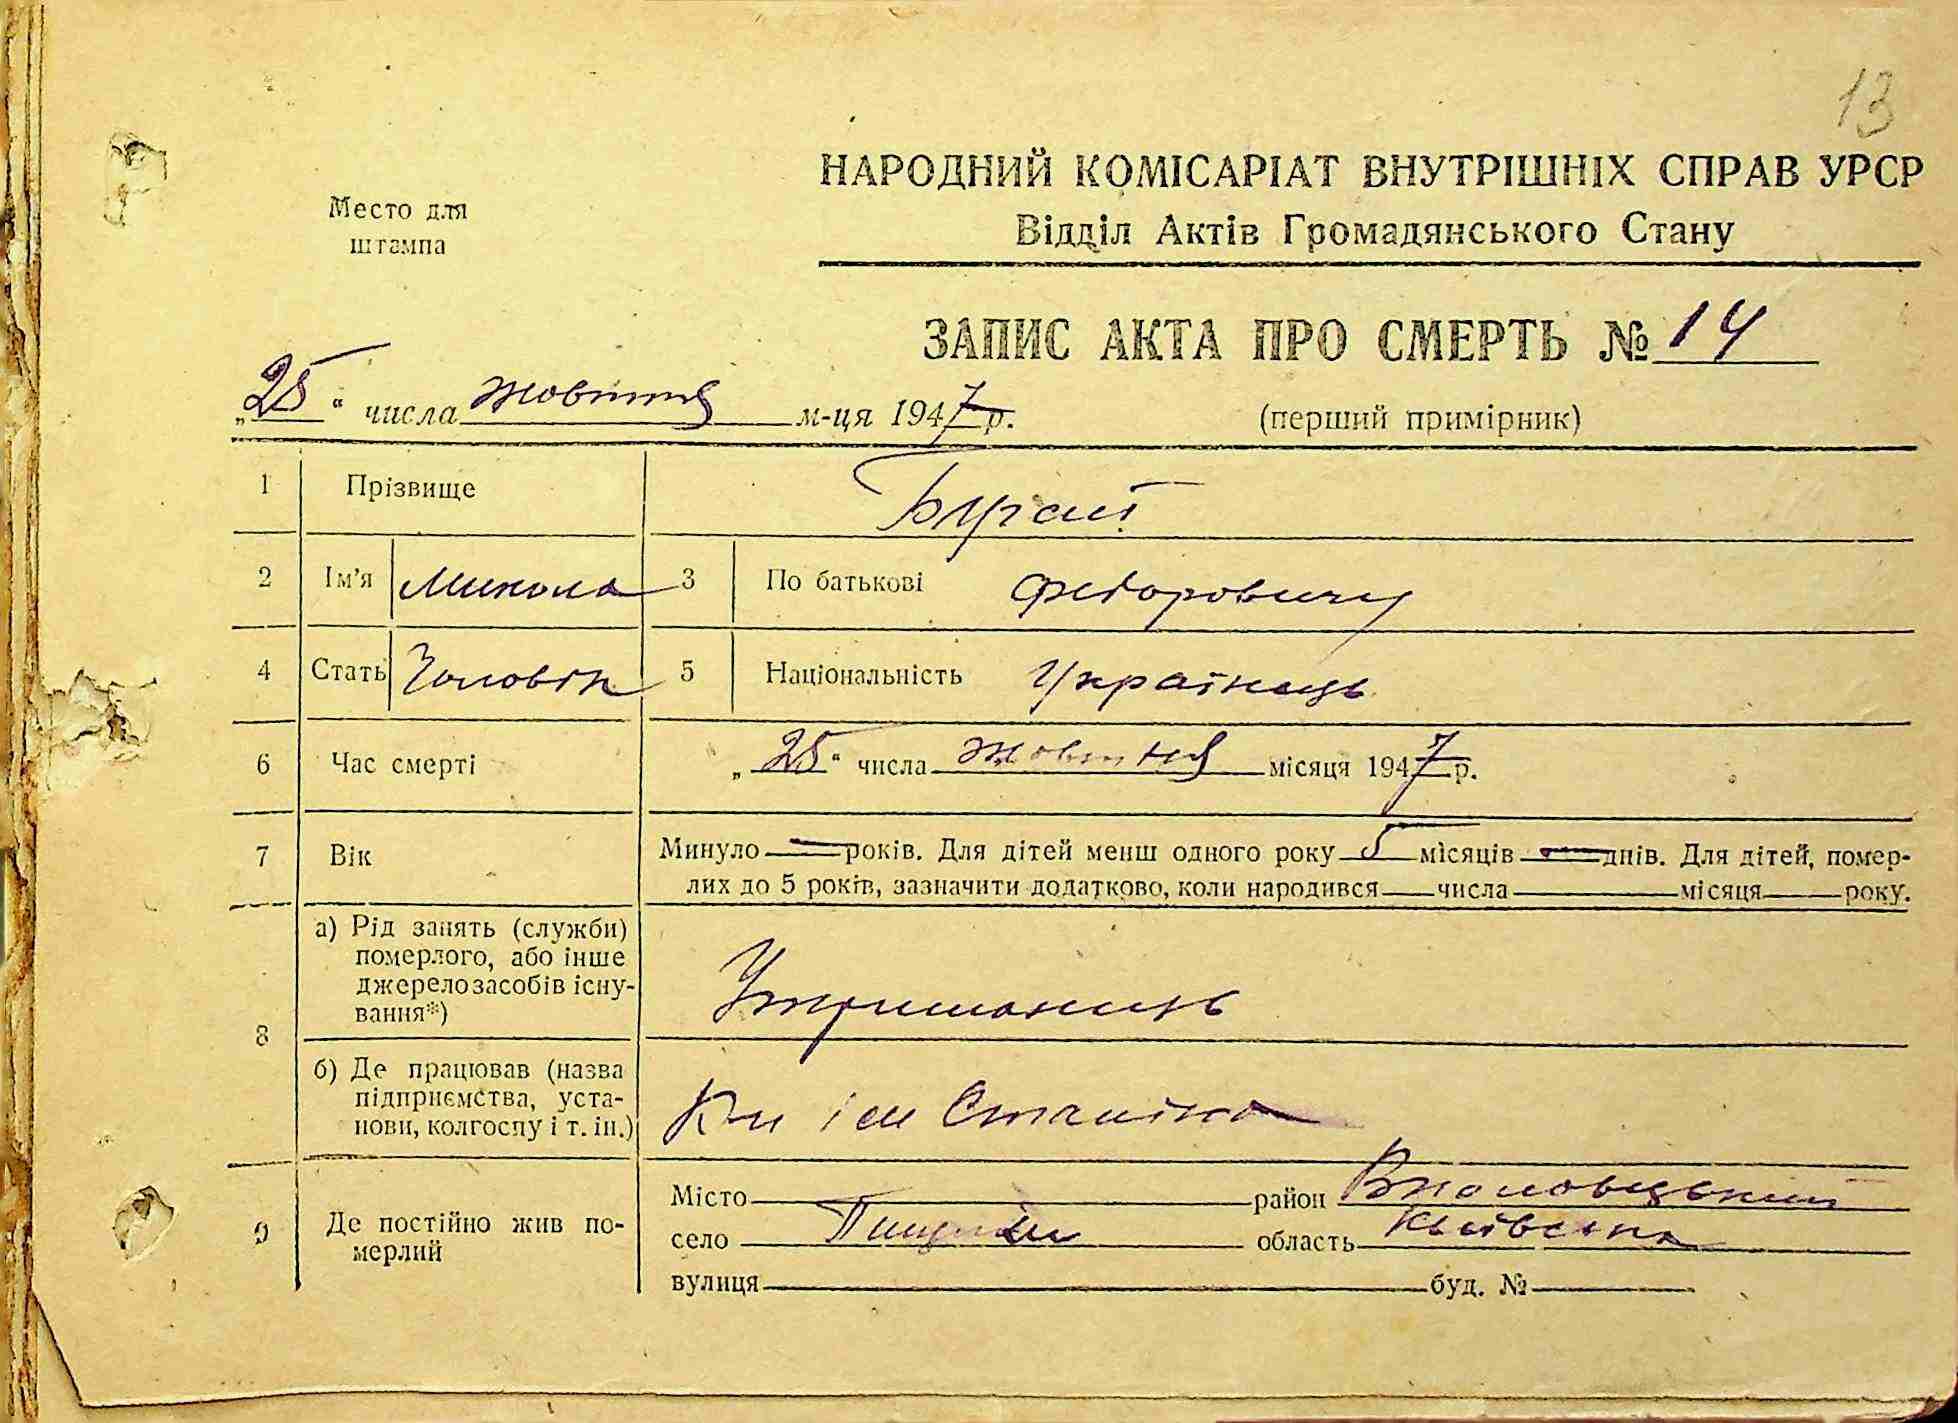 13
НАРОДНИЙ КОМІСАРІАТ ВНУТРІШНІХ СПРАВ УРСР
Відділ Актів Громадянського Стану
Место для
штампа
ЗАПИС АКТА ПРО СМЕРТЬ № 14
„25“ числа жовтня м-ця 1947 р.
(перший примірник)
1 Прізвище
2 Ім'я Микола 3 По батькові Федорович
4 Стать Чоловік 5 Національність Українець
6 Час смерті „25“ числа жовтня місяця 1947 р.
7 Вік Минуло — років. Для дітей менш одного року 5 місяців — днів. Для дітей, помер-
лих до 5 років, зазначити додатково, коли народився числа місяця року.
8 а) Рід занять (служби)
померлого, або інше
джерело засобів існу-
вання*) Утриманець
б) Де працював (назва
підприємства, уста-
нови, колгоспу і т. ін.) К-п ім Сталіна
9 Де постійно жив по-
мерлий
Місто район
село область Київська
вулиця буд. №